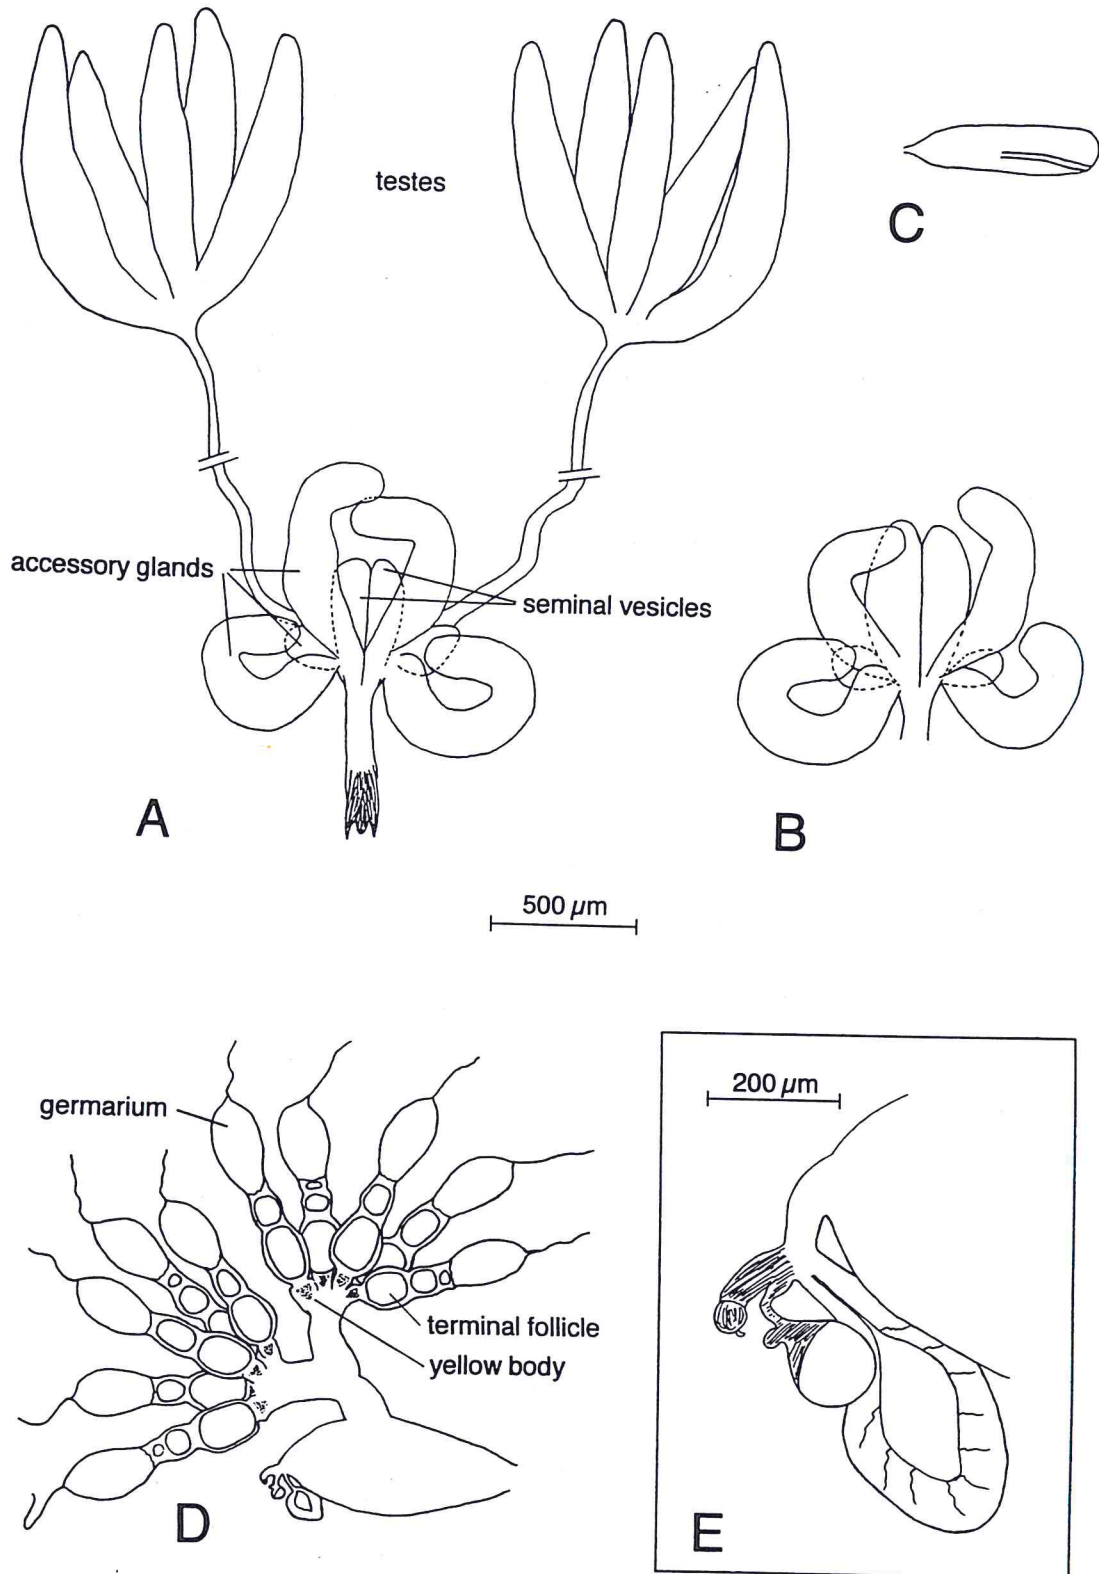 testes
C
accessory glands
seminal vesicles
A
B
500 µm
germarium
200 µm
terminal follicle
yellow body
D
E